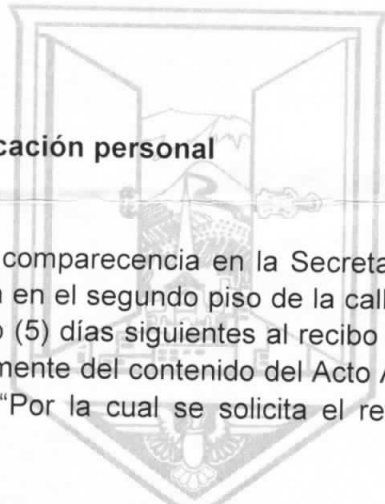 cación personal
comparecencia en la Secreta
en el segundo piso de la call
o (5) días siguientes al recibo
mente del contenido del Acto A
"Por la cual se solicita el re